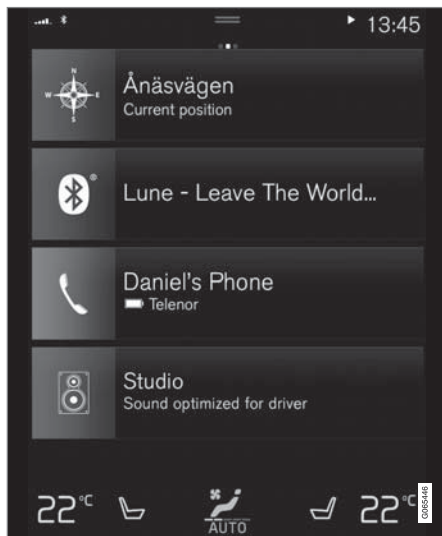 13:45
N
W E
S
Ånäsvägen
Current position
Lune - Leave The World...
Daniel's Phone
Telenor
Studio
Sound optimized for driver
22°C
AUTO
22°C
G065446